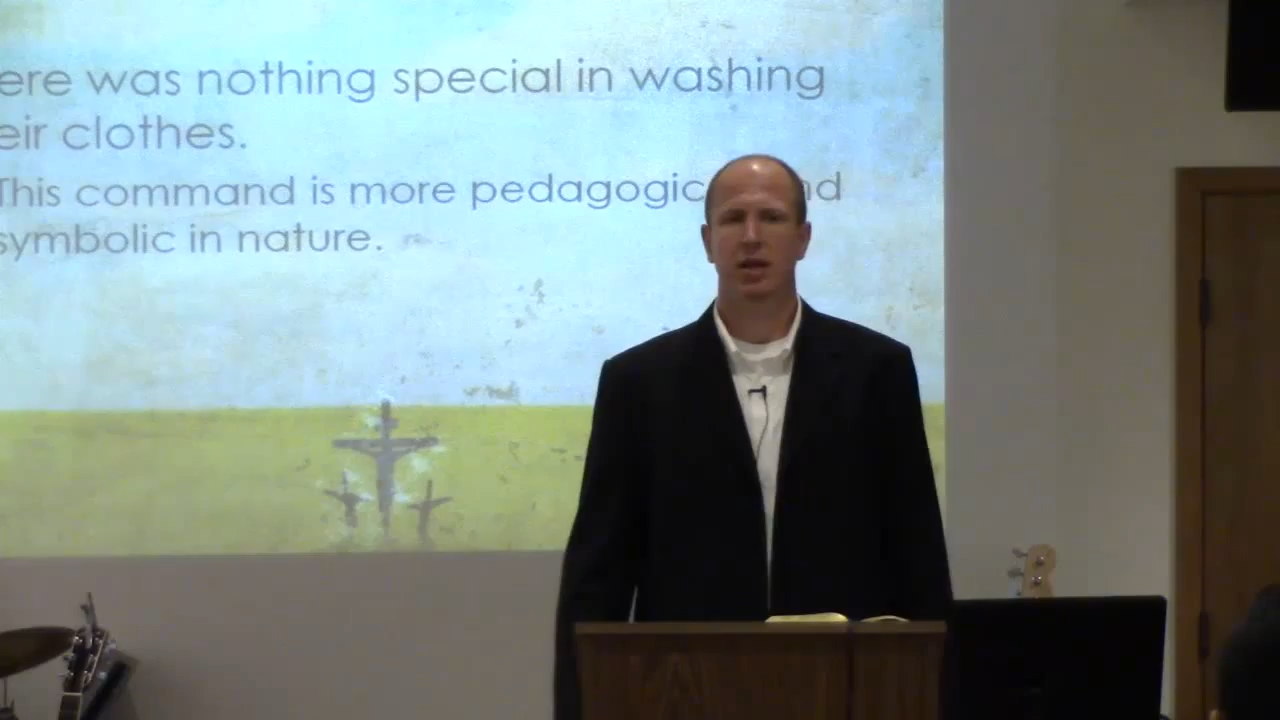 ere was nothing special in washing
eir clothes.
This command is more pedagogic nd
symbolic in nature.